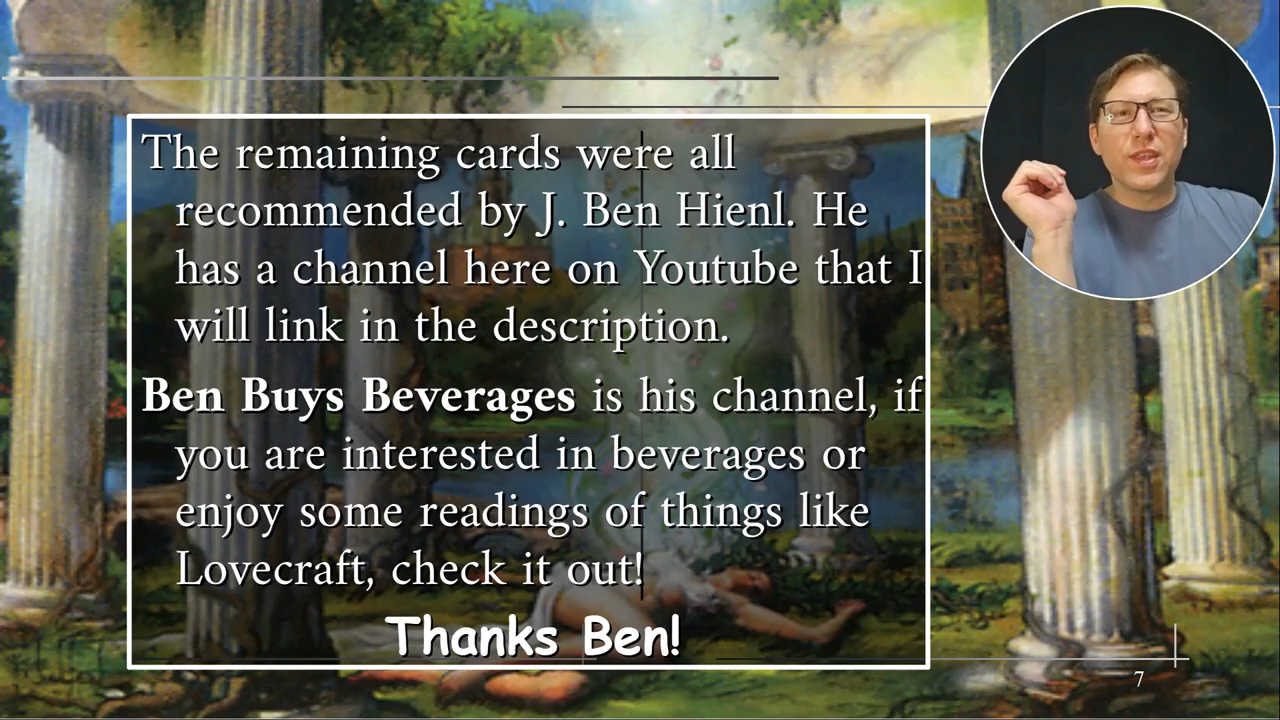 The remaining cards were all
recommended by J. Ben Hienl. He
has a channel here on Youtube that I
will link in the description.
Ben Buys Beverages is his channel, if
you are interested in beverages or
enjoy some readings of things like
Lovecraft, check it out!
Thanks Ben!
7